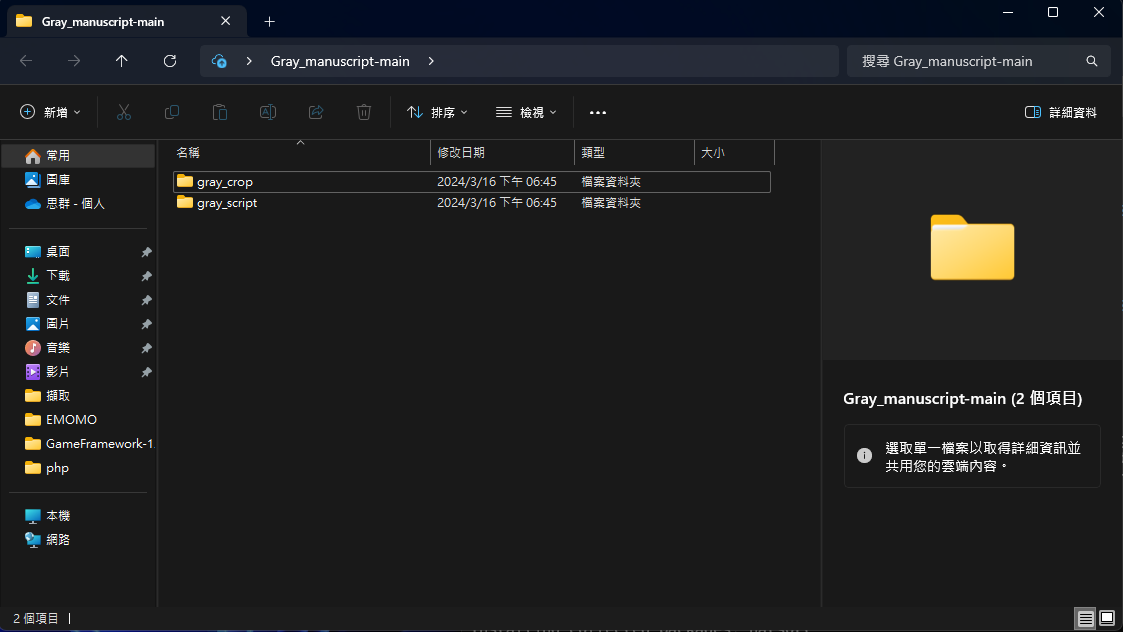 Gray_manuscript-main
Gray_manuscript-main
搜尋 Gray_manuscript-main
新增
排序
檢視
詳細資料
常用
圖庫
思群 - 個人
桌面
下載
文件
圖片
音樂
影片
擷取
EMOMO
GameFramework-1.
php
本機
網路
名稱 修改日期 類型 大小
gray_crop 2024/3/16 下午 06:45 檔案資料夾
gray_script 2024/3/16 下午 06:45 檔案資料夾
Gray_manuscript-main (2 個項目)
選取單一檔案以取得詳細資訊並
共用您的雲端內容。
2 個項目